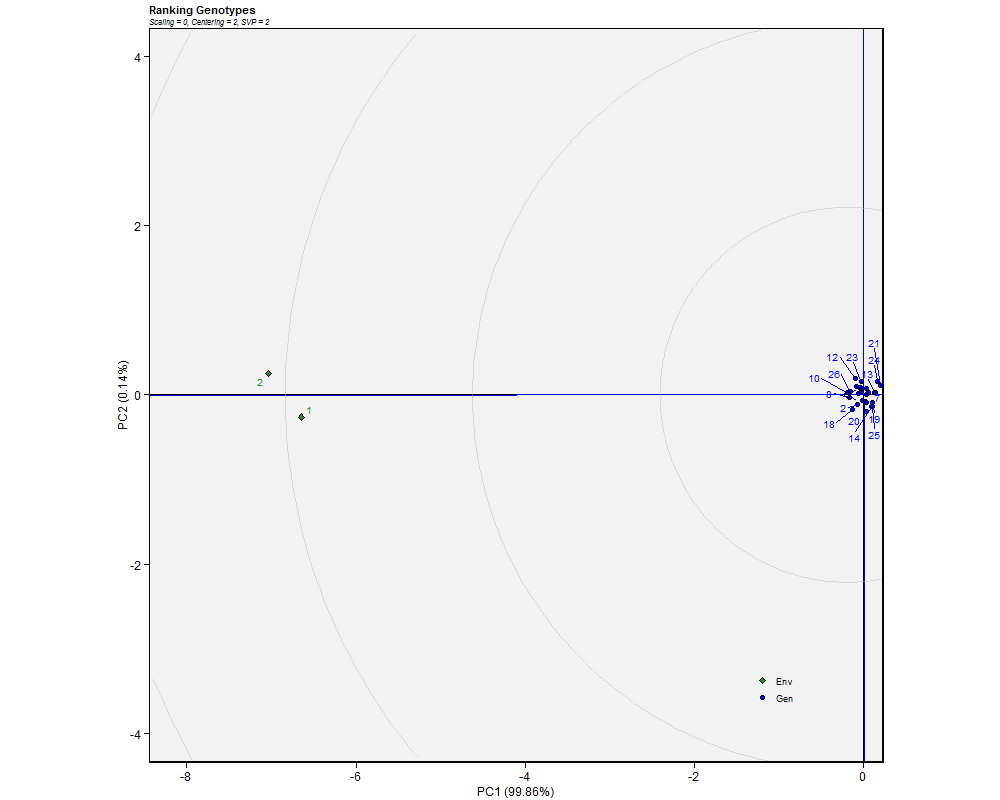 Ranking Genotypes
Scaling = 0, Centering = 2, SVP = 2
4
2
0
-2
-4
PC2 (0.14%)
2
1
21
12 23
24
26
10
13
8
2
18
20
19
14
25
Env
Gen
-8 -6 -4 -2 0
PC1 (99.86%)